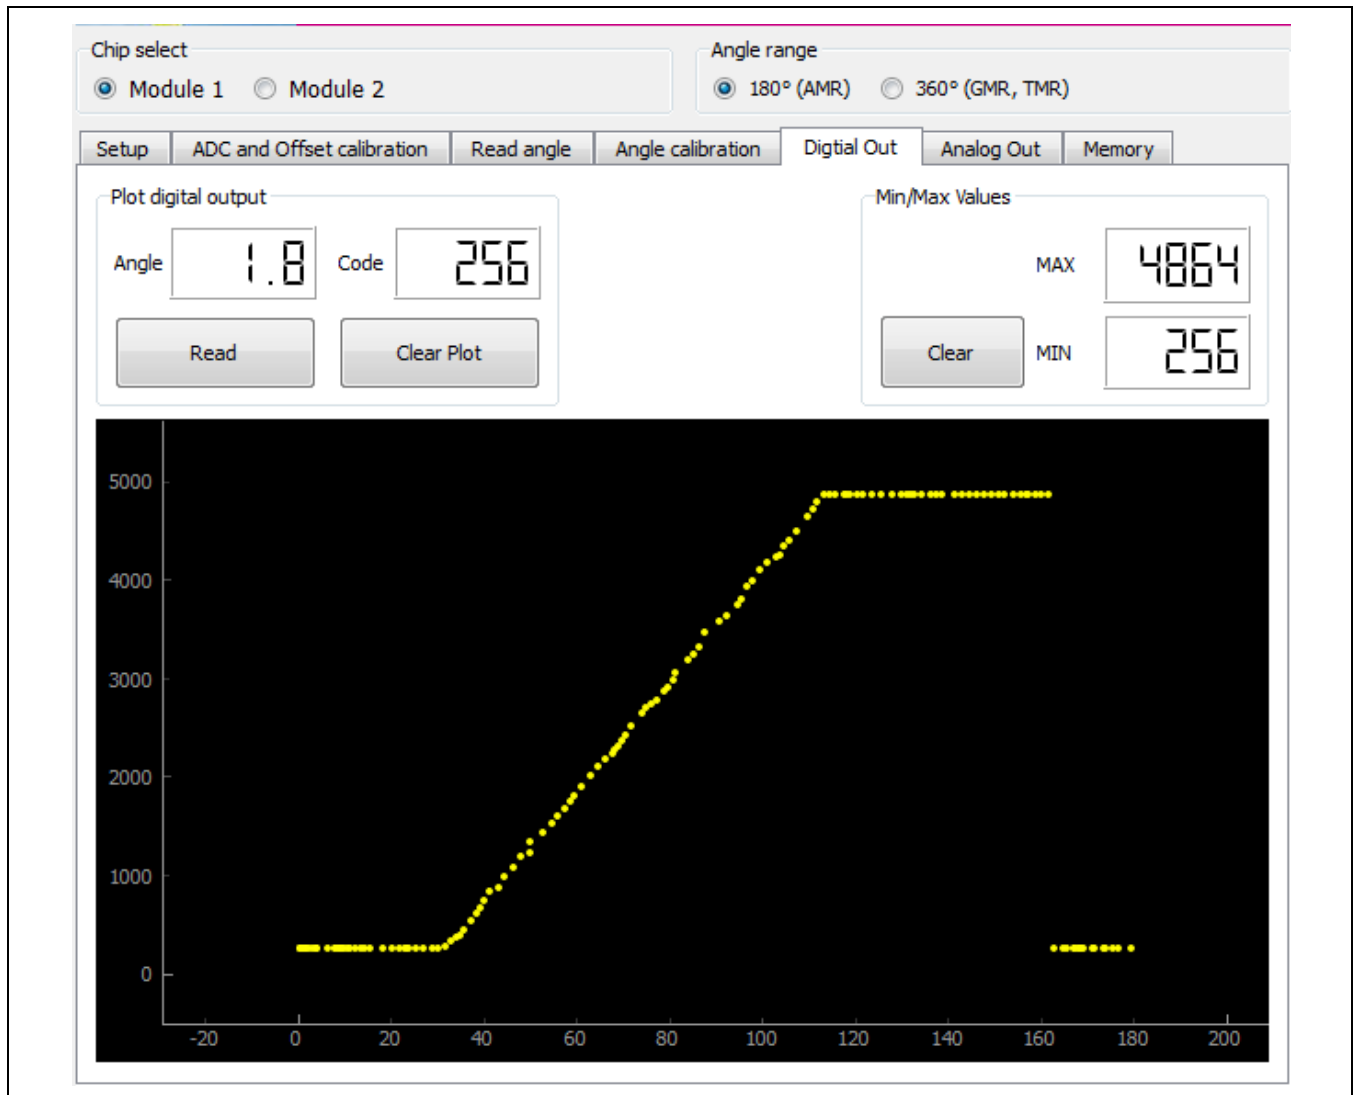 Chip select
Angle range
Module 1 Module 2
180° (AMR) 360° (GMR, TMR)
Setup ADC and Offset calibration Read angle Angle calibration Digtial Out Analog Out Memory
Plot digital output
Min/Max Values
Angle 1.8 Code 256
MAX 4864
Read Clear Plot
Clear MIN 256
5000
4000
3000
2000
1000
0
-20 0 20 40 60 80 100 120 140 160 180 200